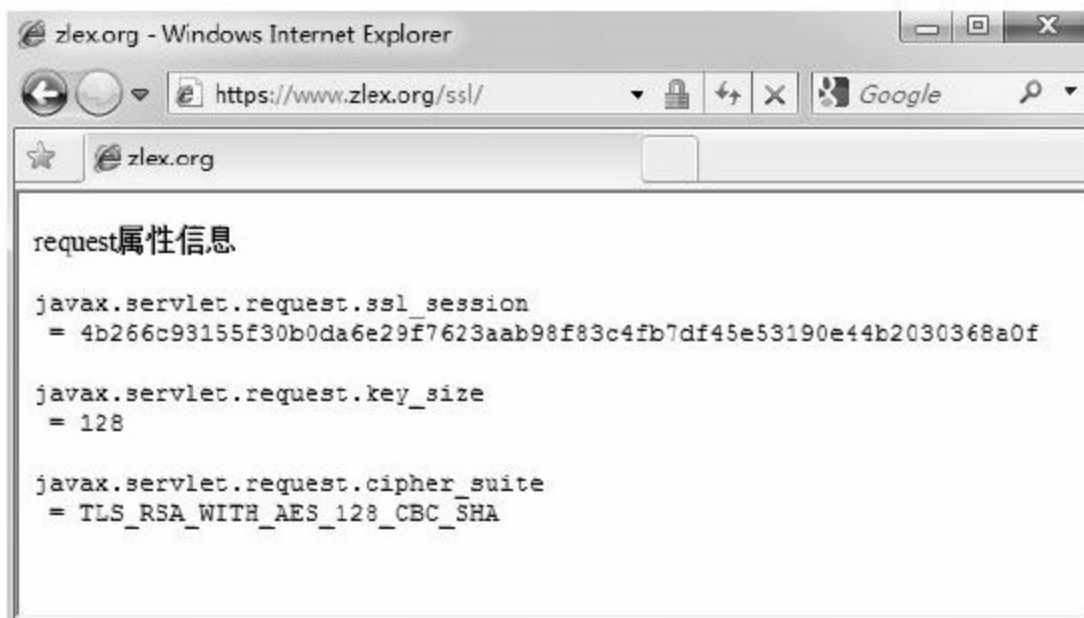 zlex.org - Windows Internet Explorer
https://www.zlex.org/ssl/
Google
zlex.org
request属性信息
javax.servlet.request.ssl_session
= 4b266c93155f30b0da6e29f7623aab98f83c4fb7df45e53190e44b2030368a0f
javax.servlet.request.key_size
= 128
javax.servlet.request.cipher_suite
= TLS_RSA_WITH_AES_128_CBC_SHA